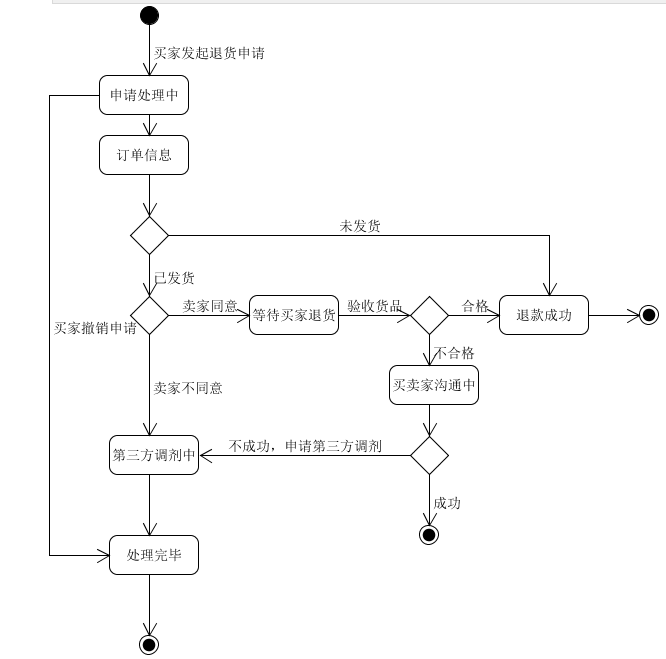 买家发起退货申请
申请处理中
订单信息
未发货
已发货
卖家同意
等待买家退货
验收货品
合格
退款成功
买家撤销申请
不合格
买卖家沟通中
卖家不同意
不成功，申请第三方调剂
第三方调剂中
成功
处理完毕